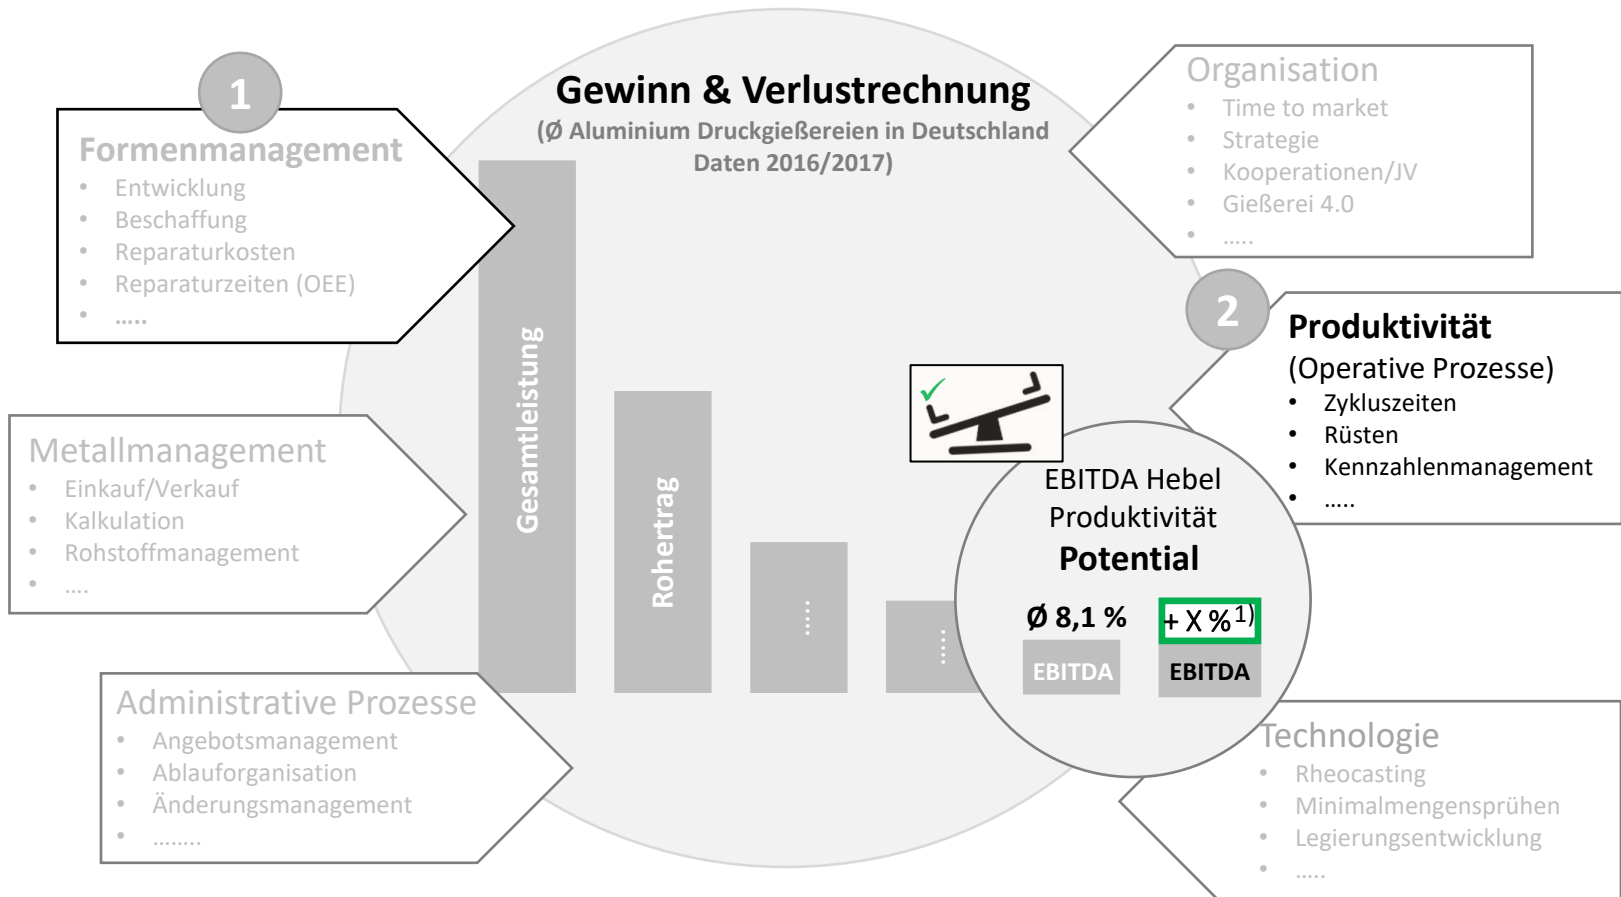 Gewinn & Verlustrechnung
(Ø Aluminium Druckgießereien in Deutschland
Daten 2016/2017)
1
Formenmanagement
• Entwicklung
• Beschaffung
• Reparaturkosten
• Reparaturzeiten (OEE)
• .....
Metallmanagement
• Einkauf/Verkauf
• Kalkulation
• Rohstoffmanagement
• ....
Administrative Prozesse
• Angebotsmanagement
• Ablauforganisation
• Änderungsmanagement
• ........
Gesamtleistung
Rohertrag
.....
.....
EBITDA Hebel
Produktivität
Potential
Ø 8,1 %
+ X % 1)
EBITDA
EBITDA
Organisation
• Time to market
• Strategie
• Kooperationen/JV
• Gießerei 4.0
• .....
2
Produktivität
(Operative Prozesse)
• Zykluszeiten
• Rüsten
• Kennzahlenmanagement
• .....
Technologie
• Rheocasting
• Minimalmengensprühen
• Legierungsentwicklung
• .....